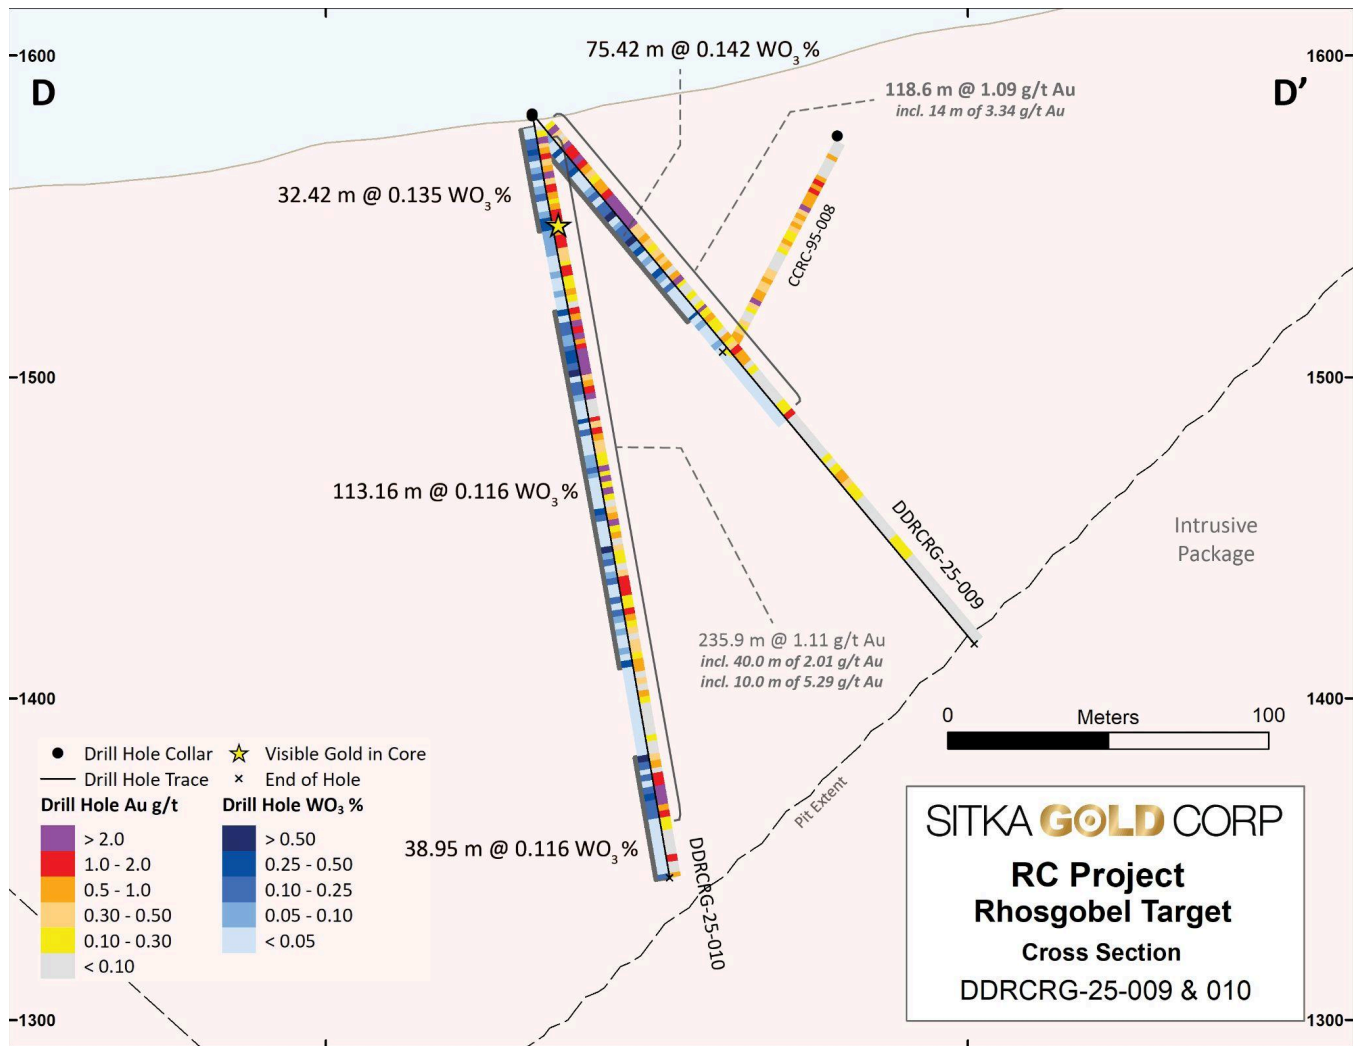 1600
1600
D
D’
75.42 m @ 0.142 WO₃%
118.6 m @ 1.09 g/t Au
incl. 14 m of 3.34 g/t Au
32.42 m @ 0.135 WO₃%
CCRC-95-008
1500
1500
113.16 m @ 0.116 WO₃%
DDRCRG-25-009
Intrusive
Package
235.9 m @ 1.11 g/t Au
incl. 40.0 m of 2.01 g/t Au
incl. 10.0 m of 5.29 g/t Au
1400
1400
0 Meters 100
Drill Hole Collar
Visible Gold in Core
Drill Hole Trace
End of Hole
Drill Hole Au g/t
> 2.0
1.0 - 2.0
0.5 - 1.0
0.30 - 0.50
0.10 - 0.30
< 0.10
Drill Hole WO₃ %
> 0.50
0.25 - 0.50
0.10 - 0.25
0.05 - 0.10
< 0.05
38.95 m @ 0.116 WO₃%
DDRCRG-25-010
Pit Extent
SITKA GOLD CORP
RC Project
Rhosgobel Target
Cross Section
DDRCRG-25-009 & 010
1300
1300